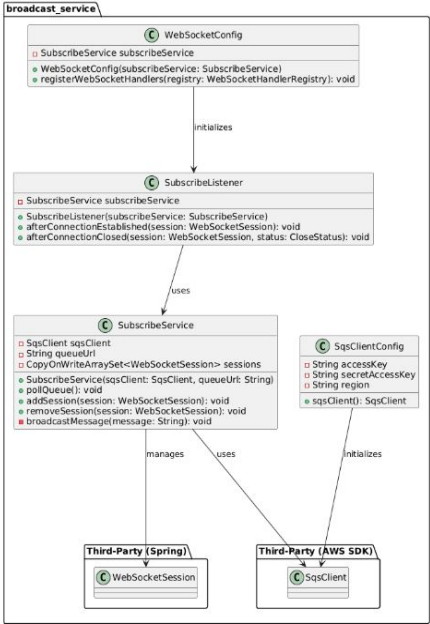 broadcast_service
C WebSocketConfig
SubscribeService subscribeService
WebSocketConfig(subscribeService: SubscribeService)
registerWebSocketHandlers(registry: WebSocketHandlerRegistry): void
initializes
C SubscribeListener
SubscribeService subscribeService
SubscribeListener(subscribeService: SubscribeService)
afterConnectionEstablished(session: WebSocketSession): void
afterConnectionClosed(session: WebSocketSession, status: CloseStatus): void
uses
C SubscribeService
SqsClient sqsClient
String queueUrl
CopyOnWriteArraySet<WebSocketSession> sessions
SubscribeService(sqsClient: SqsClient, queueUrl: String)
pollQueue(): void
addSession(session: WebSocketSession): void
removeSession(session: WebSocketSession): void
broadcastMessage(message: String): void
C SqsClientConfig
String accessKey
String secretAccessKey
String region
sqsClient(): SqsClient
manages
uses
initializes
Third-Party (Spring)
C WebSocketSession
Third-Party (AWS SDK)
C SqsClient